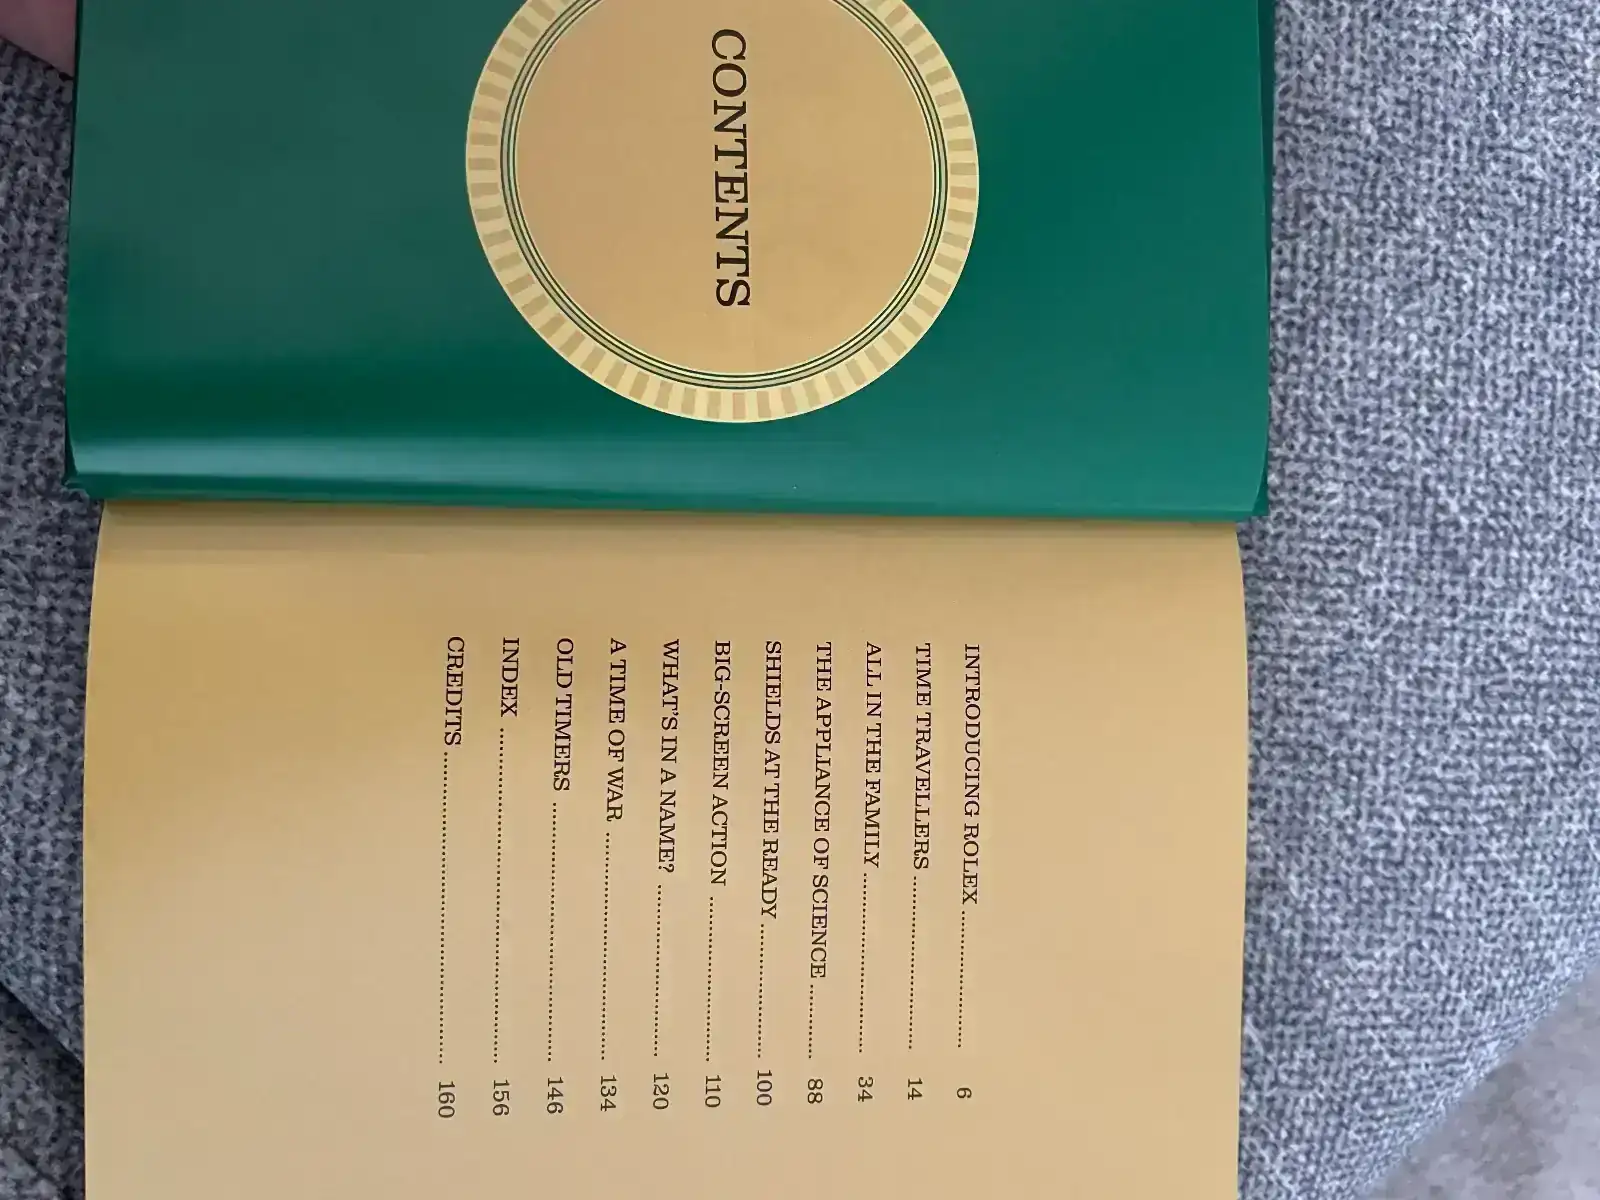 CONTENTS
INTRODUCING ROLEX ........................ 6
TIME TRAVELLERS .............................. 14
ALL IN THE FAMILY .............................. 34
THE APPLIANCE OF SCIENCE ............ 88
SHIELDS AT THE READY ....................... 100
BIG-SCREEN ACTION ............................ 110
WHAT'S IN A NAME? ............................. 120
A TIME OF WAR ...................................... 134
OLD TIMERS ........................................... 146
INDEX ....................................................... 156
CREDITS ................................................... 160